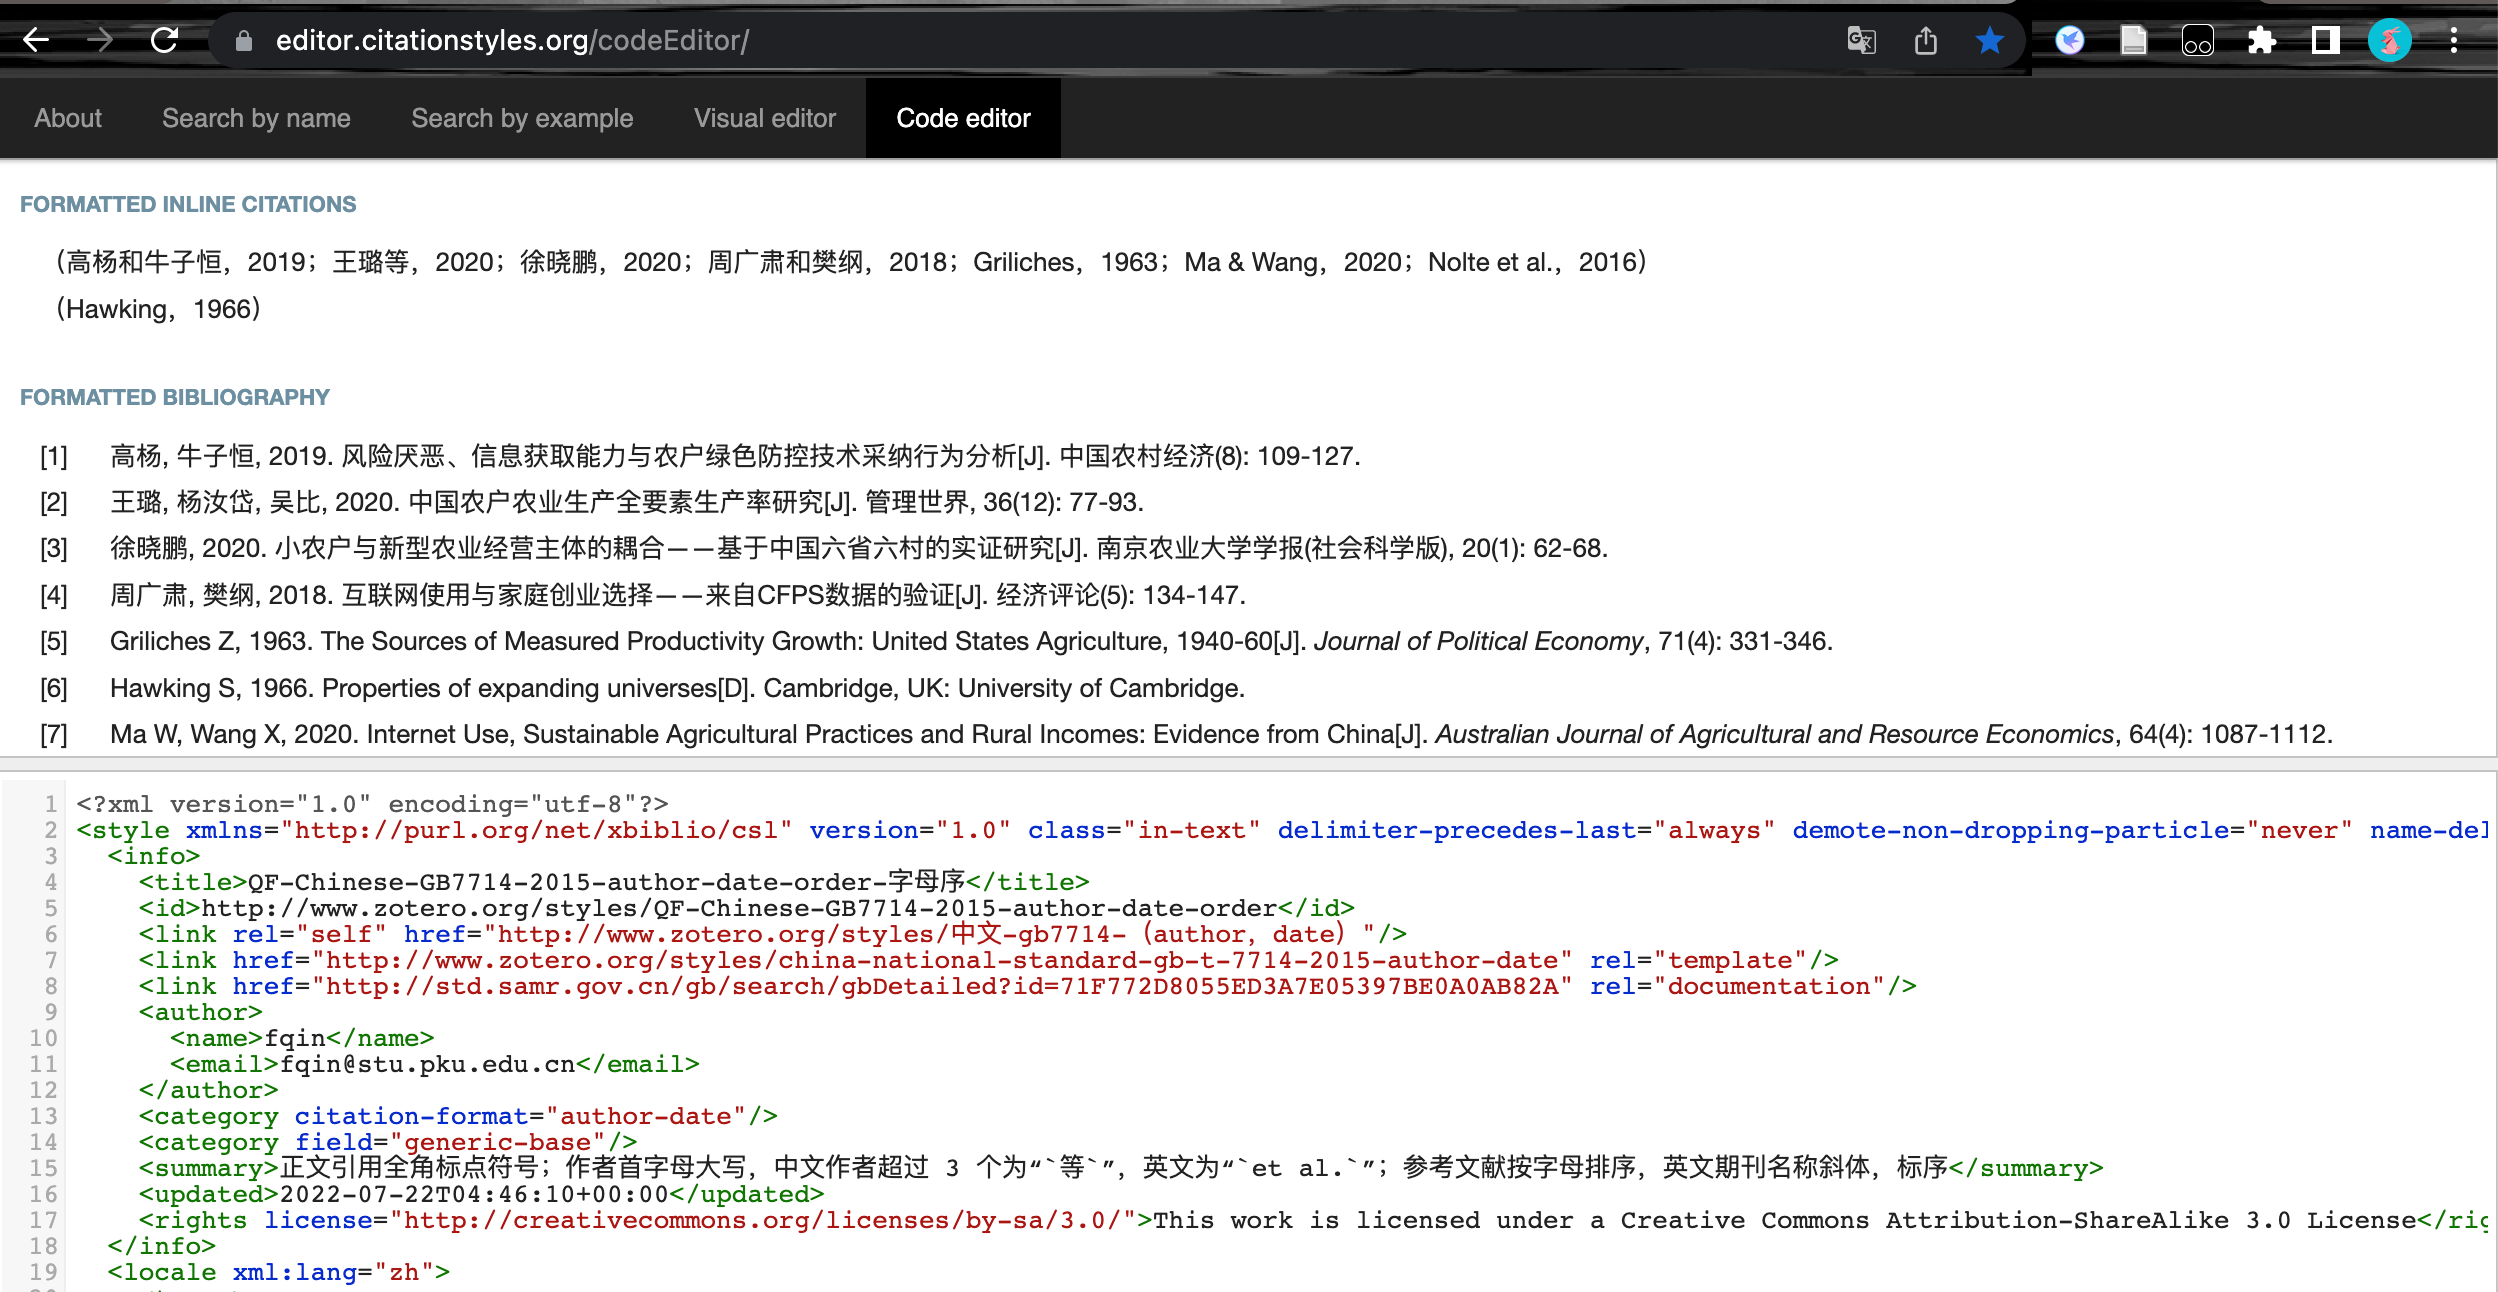 editor.citationstyles.org/codeEditor/
About Search by name Search by example Visual editor Code editor
FORMATTED INLINE CITATIONS
（高杨和牛子恒，2019；王璐等，2020；徐晓鹏，2020；周广肃和樊纲，2018；Griliches，1963；Ma & Wang，2020；Nolte et al.，2016）
（Hawking，1966）
FORMATTED BIBLIOGRAPHY
[1] 高杨, 牛子恒, 2019. 风险厌恶、信息获取能力与农户绿色防控技术采纳行为分析[J]. 中国农村经济(8): 109-127.
[2] 王璐, 杨汝岱, 吴比, 2020. 中国农户农业生产全要素生产率研究[J]. 管理世界, 36(12): 77-93.
[3] 徐晓鹏, 2020. 小农户与新型农业经营主体的耦合——基于中国六省六村的实证研究[J]. 南京农业大学学报(社会科学版), 20(1): 62-68.
[4] 周广肃, 樊纲, 2018. 互联网使用与家庭创业选择——来自CFPS数据的验证[J]. 经济评论(5): 134-147.
[5] Griliches Z, 1963. The Sources of Measured Productivity Growth: United States Agriculture, 1940-60[J]. Journal of Political Economy, 71(4): 331-346.
[6] Hawking S, 1966. Properties of expanding universes[D]. Cambridge, UK: University of Cambridge.
[7] Ma W, Wang X, 2020. Internet Use, Sustainable Agricultural Practices and Rural Incomes: Evidence from China[J]. Australian Journal of Agricultural and Resource Economics, 64(4): 1087-1112.
1 <?xml version="1.0" encoding="utf-8"?>
2 <style xmlns="http://purl.org/net/xbiblio/csl" version="1.0" class="in-text" delimiter-precedes-last="always" demote-non-dropping-particle="never" name-del
3 <info>
4 <title>QF-Chinese-GB7714-2015-author-date-order-字母序</title>
5 <id>http://www.zotero.org/styles/QF-Chinese-GB7714-2015-author-date-order</id>
6 <link rel="self" href="http://www.zotero.org/styles/中文-gb7714-（author，date）"/>
7 <link href="http://www.zotero.org/styles/china-national-standard-gb-t-7714-2015-author-date" rel="template"/>
8 <link href="http://std.samr.gov.cn/gb/search/gbDetailed?id=71F772D8055ED3A7E05397BE0A0AB82A" rel="documentation"/>
9 <author>
10 <name>fqin</name>
11 <email>fqin@stu.pku.edu.cn</email>
12 </author>
13 <category citation-format="author-date"/>
14 <category field="generic-base"/>
15 <summary>正文引用全角标点符号；作者首字母大写，中文作者超过 3 个为“`等`”，英文为“`et al.`”；参考文献按字母排序，英文期刊名称斜体，标序</summary>
16 <updated>2022-07-22T04:46:10+00:00</updated>
17 <rights license="http://creativecommons.org/licenses/by-sa/3.0/">This work is licensed under a Creative Commons Attribution-ShareAlike 3.0 License</rig
18 </info>
19 <locale xml:lang="zh">